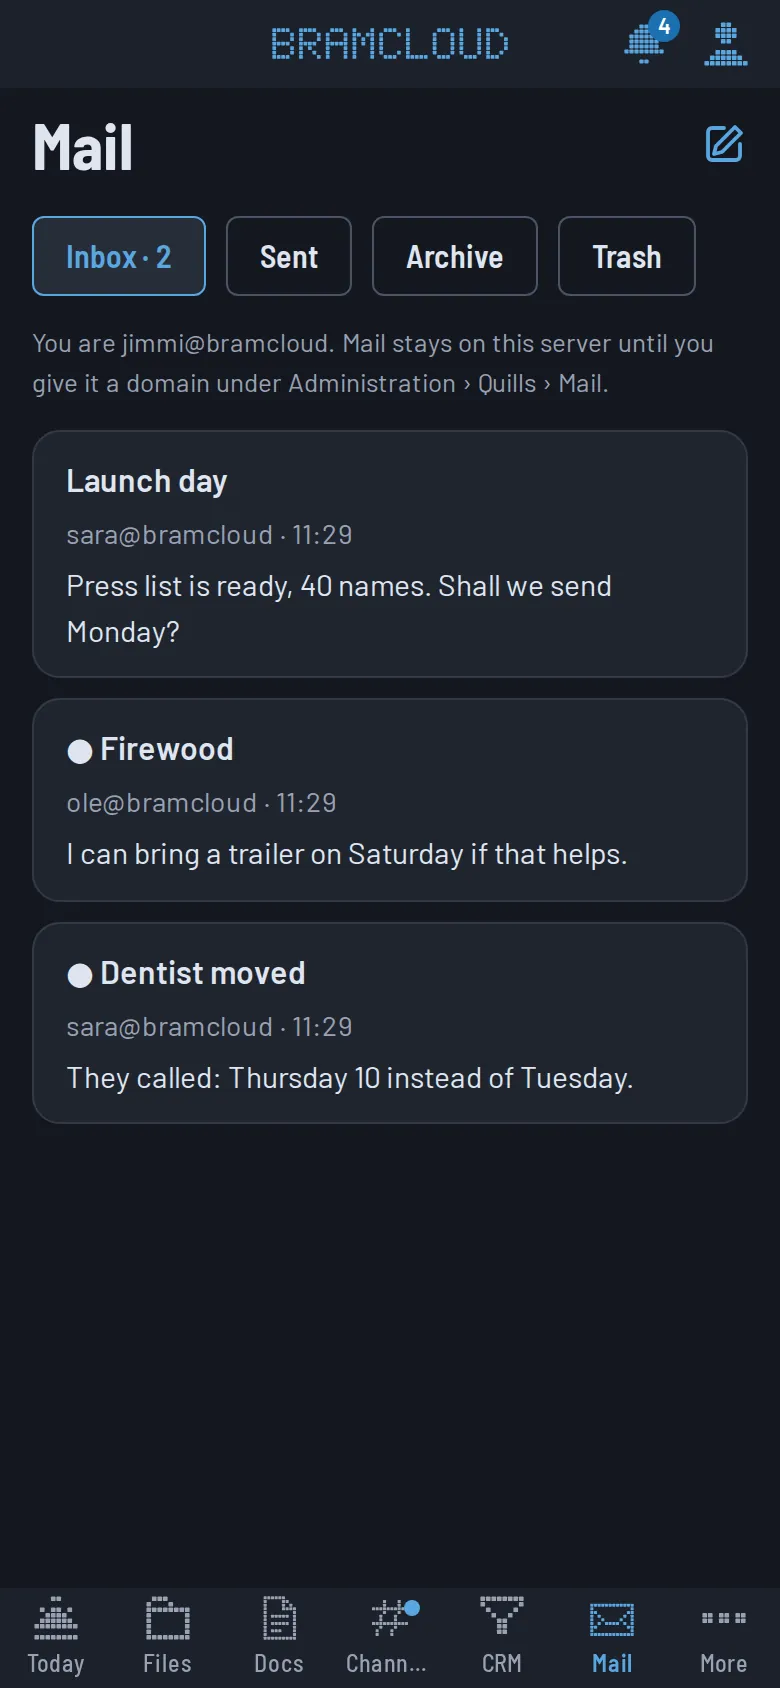 BRAMCLOUD
4
Mail
Inbox · 2
Sent
Archive
Trash
You are jimmi@bramcloud. Mail stays on this server until you
give it a domain under Administration › Quills › Mail.
Launch day
sara@bramcloud · 11:29
Press list is ready, 40 names. Shall we send
Monday?
● Firewood
ole@bramcloud · 11:29
I can bring a trailer on Saturday if that helps.
● Dentist moved
sara@bramcloud · 11:29
They called: Thursday 10 instead of Tuesday.
Today
Files
Docs
Chann...
CRM
Mail
More